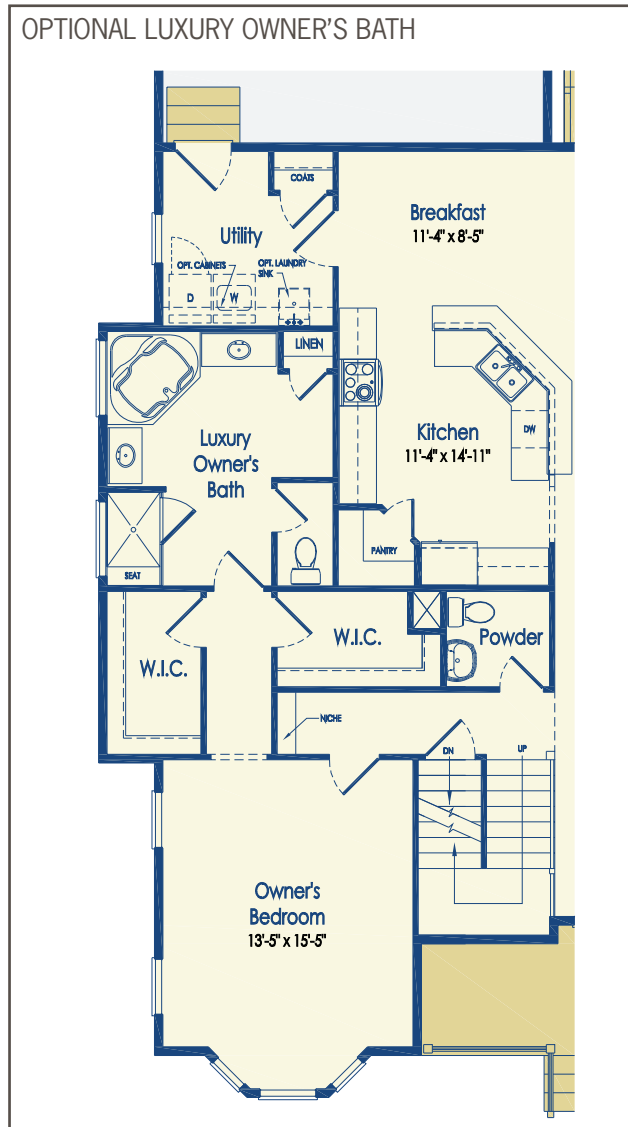 OPTIONAL LUXURY OWNER'S BATH
COATS
Breakfast
11'-4" x 8'-5"
Utility
OPT. CABINETS
OPT. LAUNDRY
SINK
D
W
LINEN
Luxury
Owner's
Bath
Kitchen
11'-4" x 14'-11"
DW
PANTRY
SEAT
W.I.C.
W.I.C.
Powder
NICHE
DN
UP
Owner's
Bedroom
13'-5" x 15'-5"